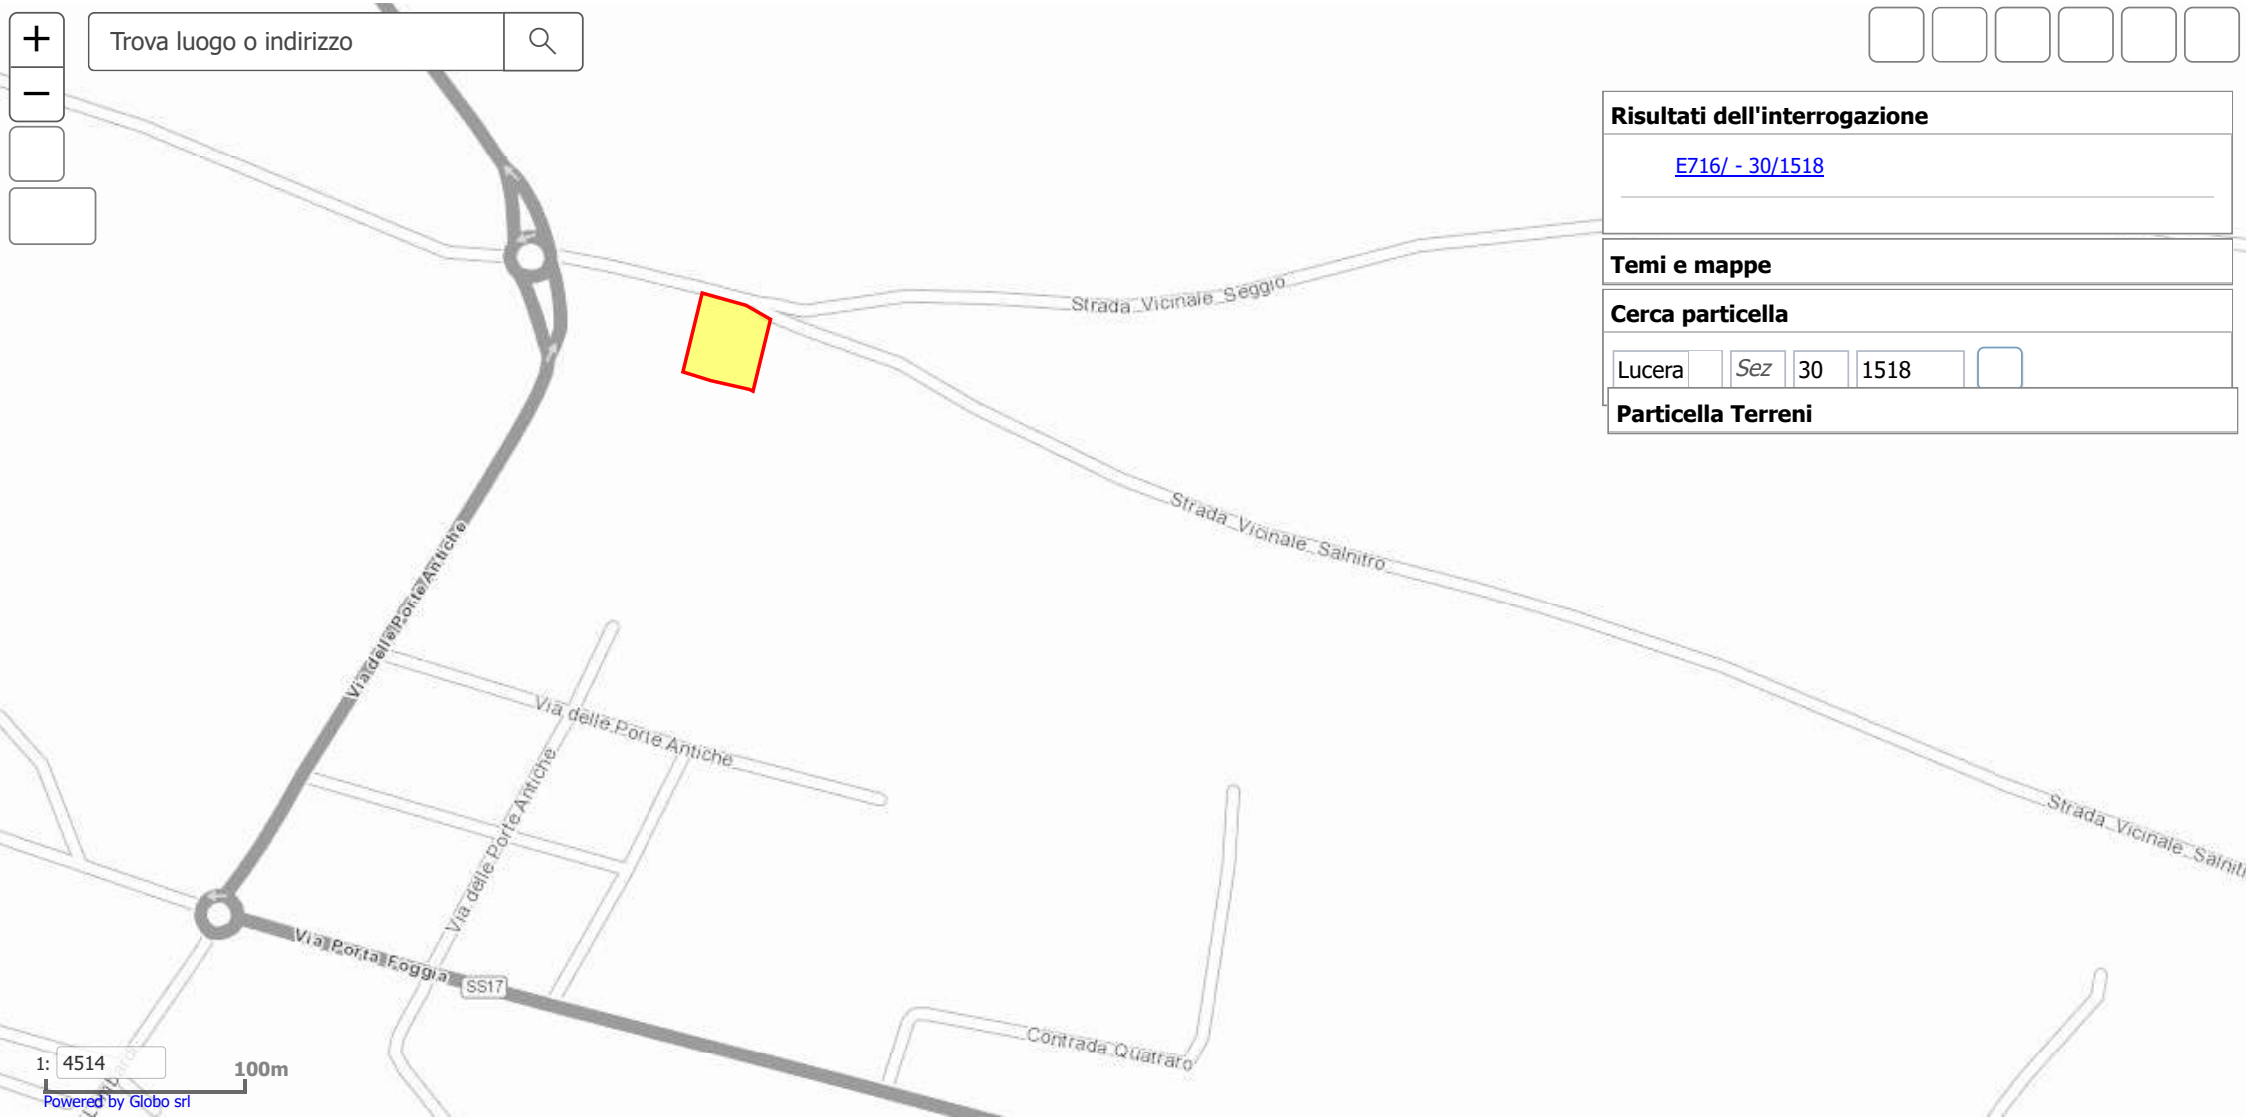 +
Trova luogo o indirizzo
−
Risultati dell'interrogazione
E716/ - 30/1518
Temi e mappe
Cerca particella
Lucera Sez 30 1518
Particella Terreni
Strada Vicinale Seggio
Strada Vicinale Salnitro
Via delle Porte Antiche
Via delle Porte Antiche
Via delle Porte Antiche
Strada Vicinale Salnit
Via Porta Foggia
SS17
Contrada Quattaro
1: 4514
100m
Powered by Globo srl